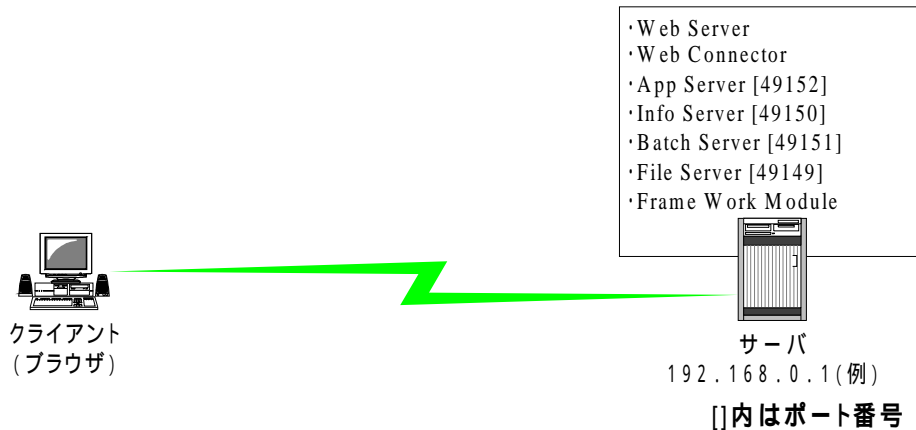 ・Web Server
・Web Connector
・App Server [49152]
・Info Server [49150]
・Batch Server [49151]
・File Server [49149]
・Frame Work Module
クライアント
(ブラウザ)
サーバ
192.168.0.1(例)
[]内はポート番号